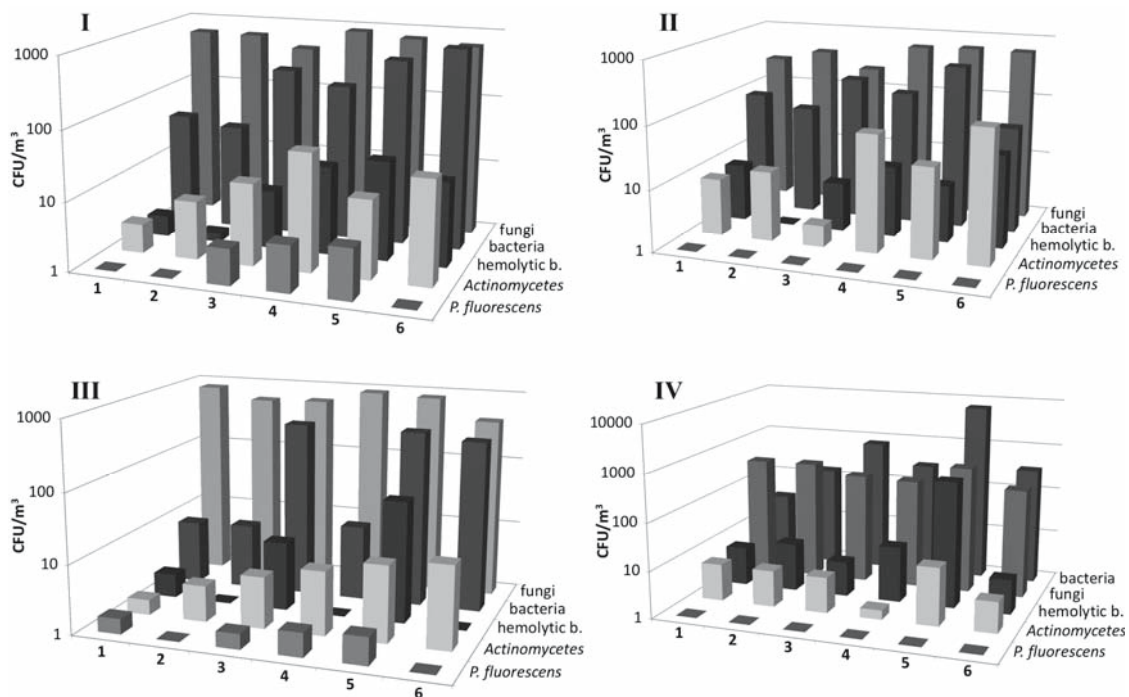 I
1000
100
10
1
CFU/m³
1 2 3 4 5 6
fungi
bacteria
hemolytic b.
Actinomycetes
P. fluorescens
II
1000
100
10
1
CFU/m³
1 2 3 4 5 6
fungi
bacteria
hemolytic b.
Actinomycetes
P. fluorescens
III
1000
100
10
1
CFU/m³
1 2 3 4 5 6
fungi
bacteria
hemolytic b.
Actinomycetes
P. fluorescens
IV
10000
1000
100
10
1
CFU/m³
1 2 3 4 5 6
bacteria
fungi
hemolytic b.
Actinomycetes
P. fluorescens